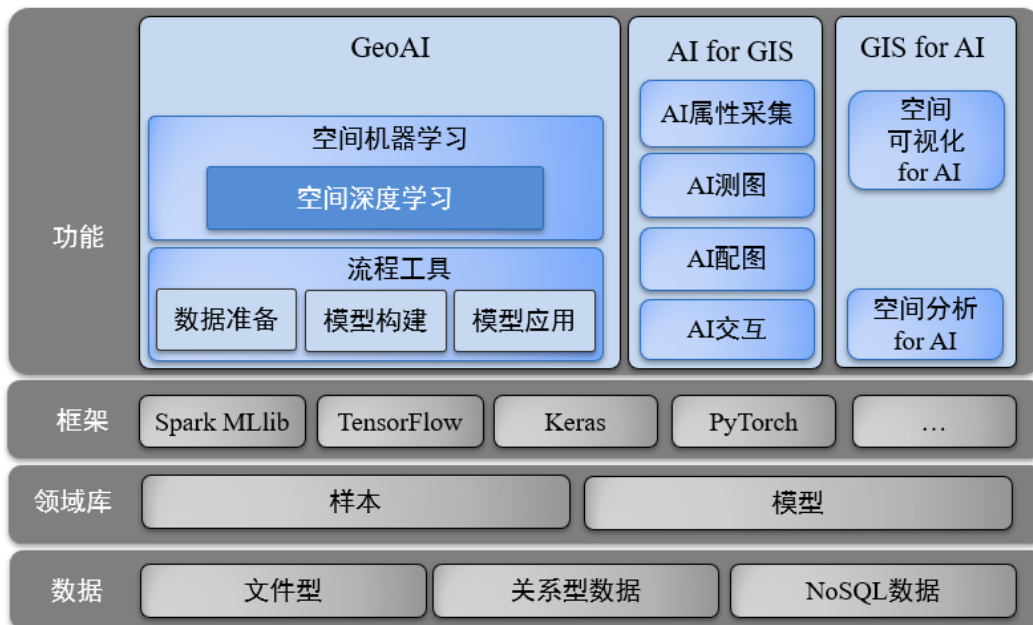 功能
GeoAI
空间机器学习
空间深度学习
流程工具
数据准备
模型构建
模型应用
AI for GIS
AI属性采集
AI测图
AI配图
AI交互
GIS for AI
空间
可视化
for AI
空间分析
for AI
框架
Spark MLlib
TensorFlow
Keras
PyTorch
…
领域库
样本
模型
数据
文件型
关系型数据
NoSQL数据